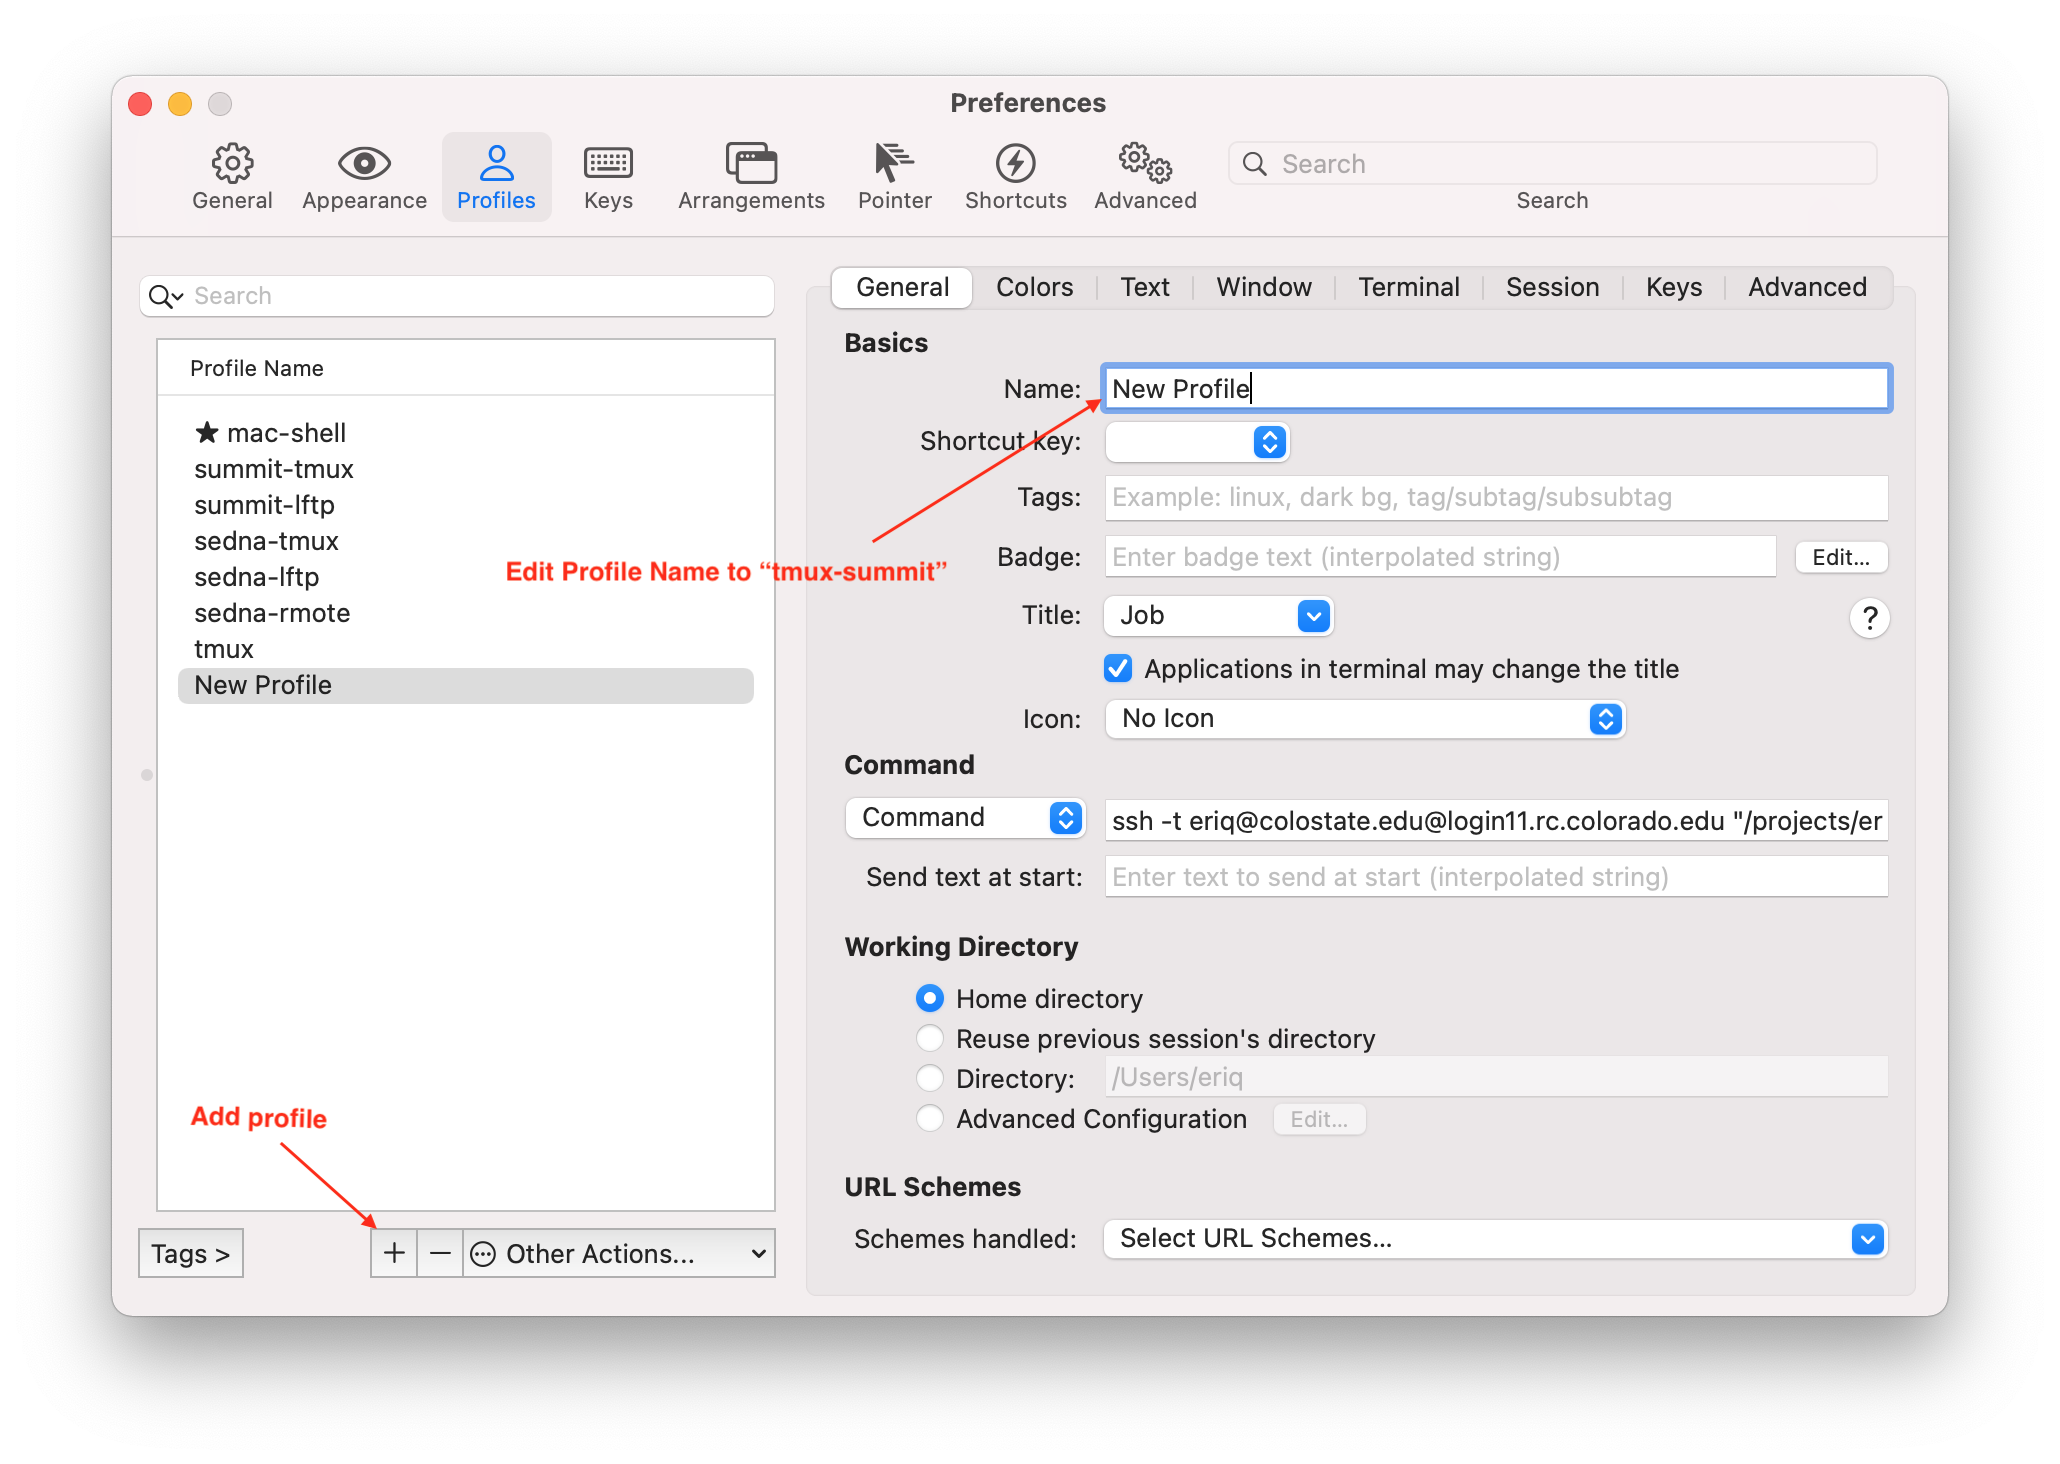 Preferences
General
Appearance
Profiles
Keys
Arrangements
Pointer
Shortcuts
Advanced
Search
Search
Search
Profile Name
★ mac-shell
summit-tmux
summit-lftp
sedna-tmux
sedna-lftp
sedna-rmote
tmux
New Profile
Add profile
Tags >
+
−
Other Actions...
General
Colors
Text
Window
Terminal
Session
Keys
Advanced
Basics
Name: New Profile
Shortcut key:
Tags: Example: linux, dark bg, tag/subtag/subsubtag
Edit Profile Name to “tmux-summit”
Badge: Enter badge text (interpolated string) Edit...
Title: Job ?
Applications in terminal may change the title
Icon: No Icon
Command
Command ssh -t eriq@colostate.edu@login11.rc.colorado.edu "/projects/er
Send text at start: Enter text to send at start (interpolated string)
Working Directory
Home directory
Reuse previous session's directory
Directory: /Users/eriq
Advanced Configuration Edit...
URL Schemes
Schemes handled: Select URL Schemes...